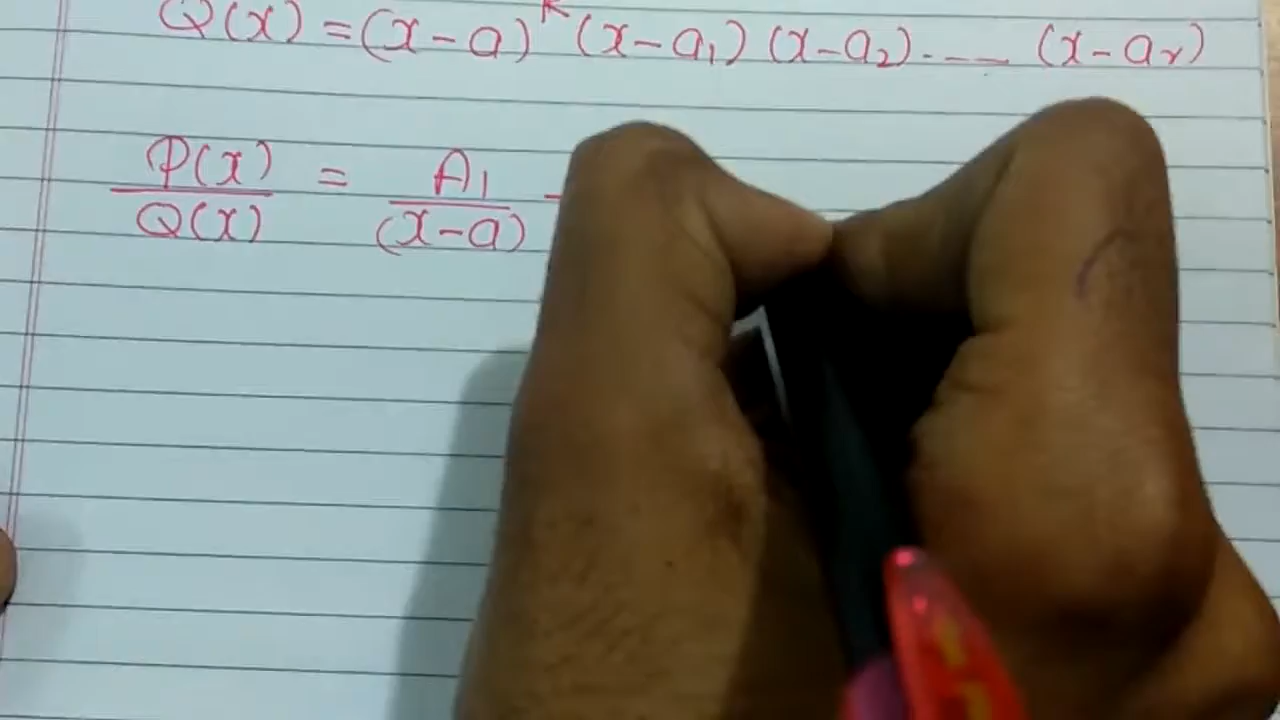 Q(x) = (x-a)^k (x-a₁) (x-a₂) .--- (x-aᵣ)
P(x)/Q(x) = A₁/(x-a)